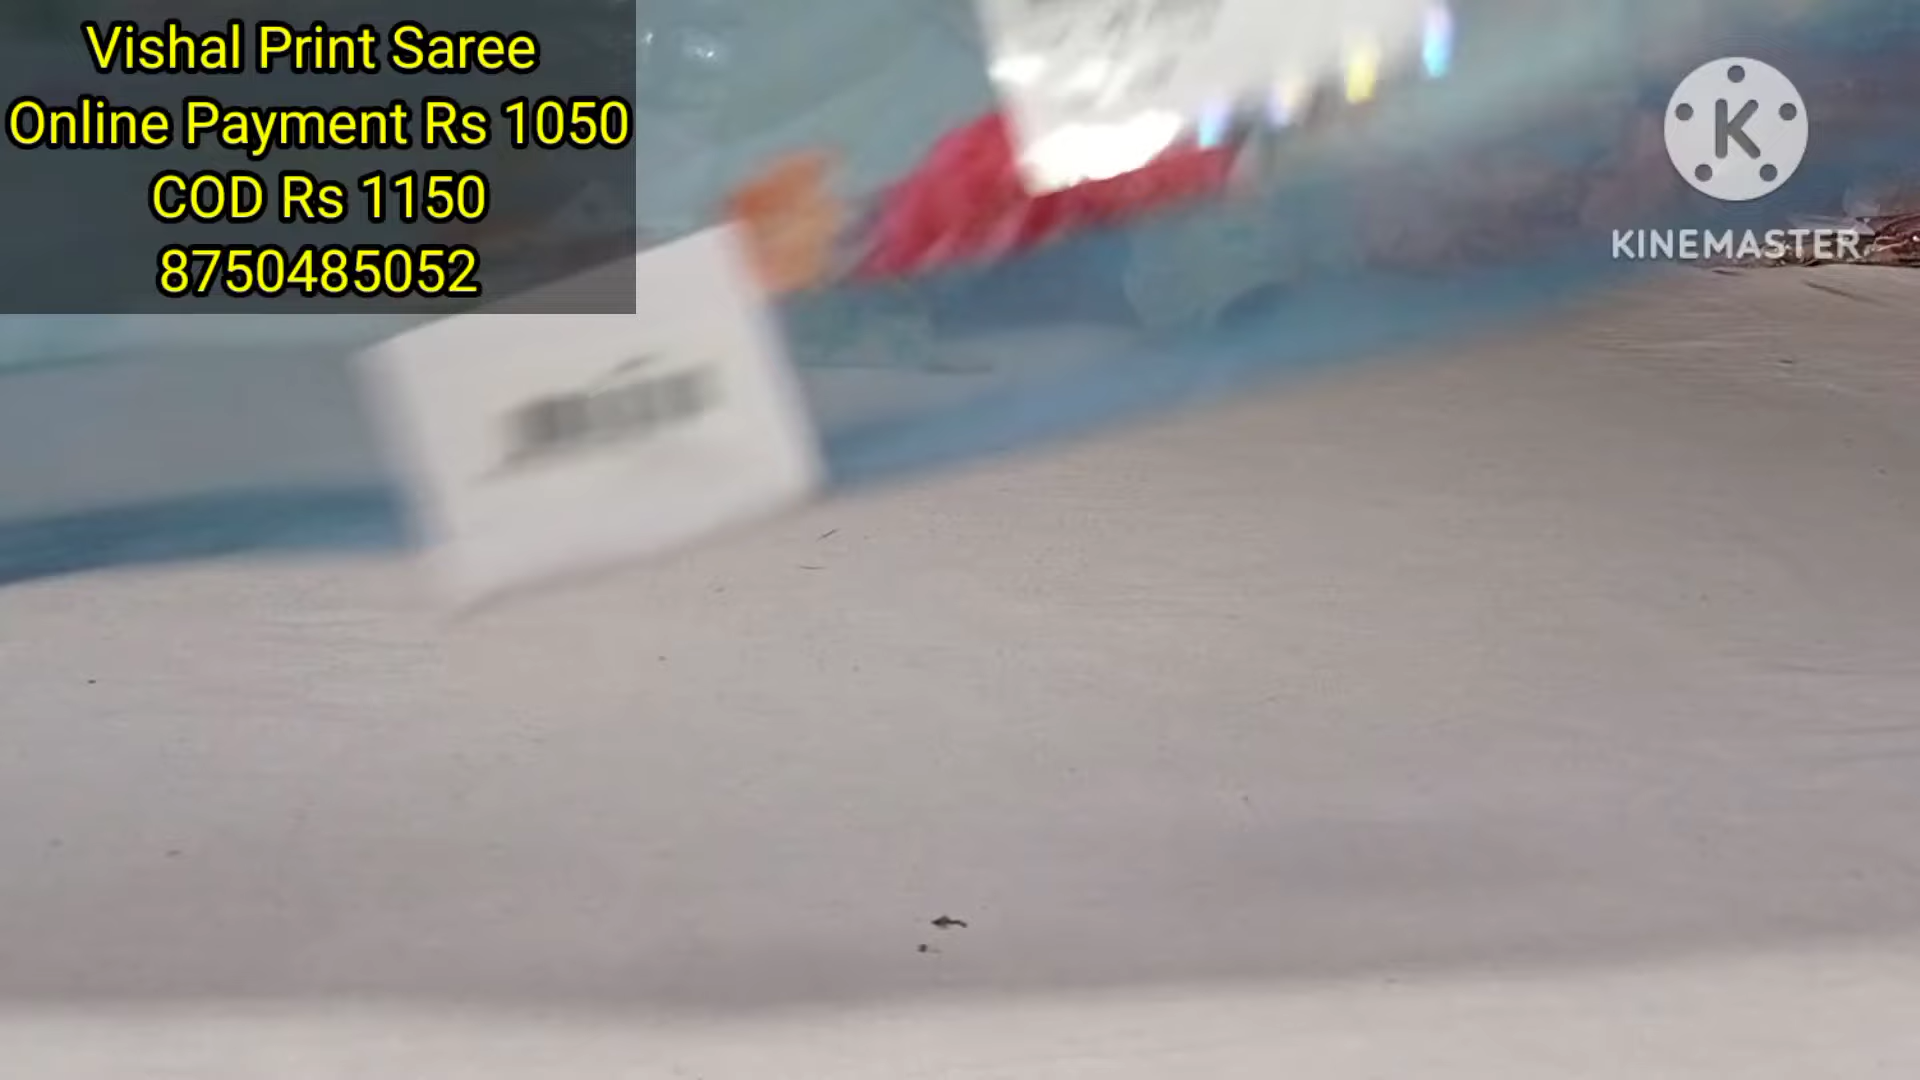 Vishal Print Saree
Online Payment Rs 1050
COD Rs 1150
8750485052
K
KINEMASTER